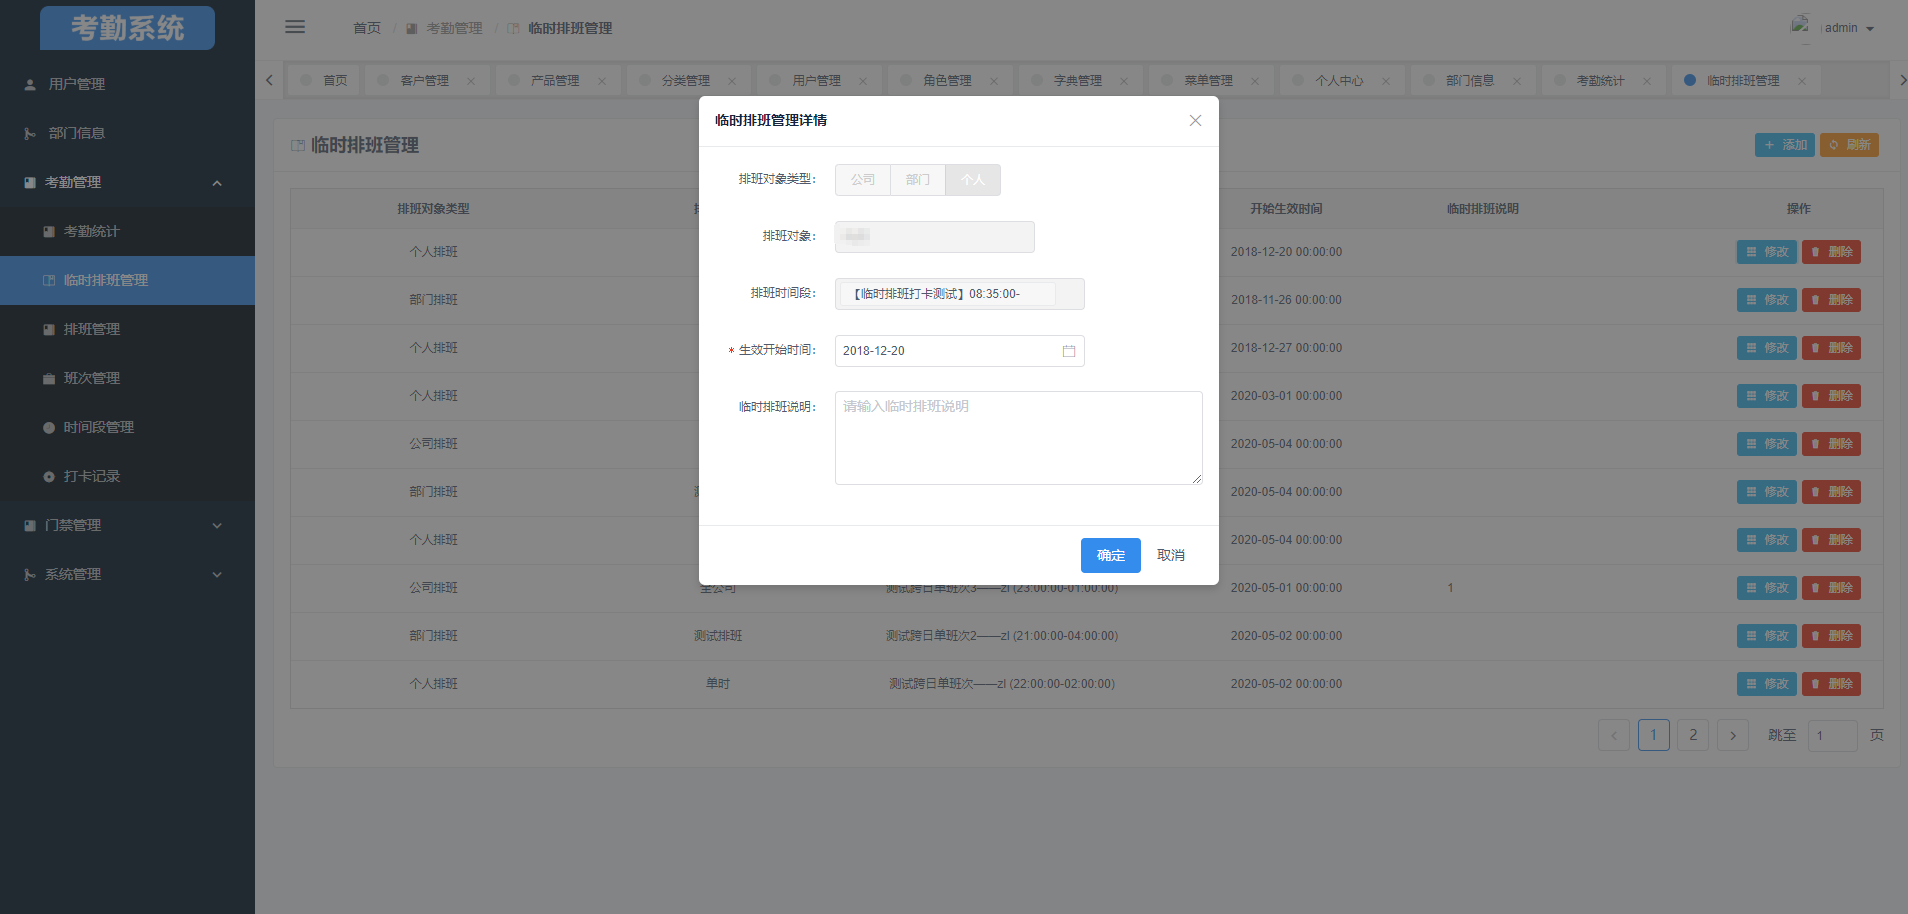 考勤系统
首页 / 考勤管理 / 临时排班管理
admin
用户管理
部门信息
考勤管理
考勤统计
临时排班管理
排班管理
班次管理
时间段管理
打卡记录
门禁管理
系统管理
首页 客户管理 产品管理 分类管理 用户管理 角色管理 字典管理 菜单管理 个人中心 部门信息 考勤统计 临时排班管理
临时排班管理
添加 刷新
排班对象类型 开始生效时间 临时排班说明 操作
个人排班 2018-12-20 00:00:00 修改 删除
部门排班 2018-11-26 00:00:00 修改 删除
个人排班 2018-12-27 00:00:00 修改 删除
个人排班 2020-03-01 00:00:00 修改 删除
公司排班 2020-05-04 00:00:00 修改 删除
部门排班 2020-05-04 00:00:00 修改 删除
个人排班 2020-05-04 00:00:00 修改 删除
公司排班 全公司 测试跨日单班次3——zl (23:00:00-01:00:00) 2020-05-01 00:00:00 1 修改 删除
部门排班 测试排班 测试跨日单班次2——zl (21:00:00-04:00:00) 2020-05-02 00:00:00 修改 删除
个人排班 单时 测试跨日单班次——zl (22:00:00-02:00:00) 2020-05-02 00:00:00 修改 删除
1 2 跳至 1 页
临时排班管理详情
排班对象类型: 公司 部门 个人
排班对象:
排班时间段: 【临时排班打卡测试】08:35:00-
* 生效开始时间: 2018-12-20
临时排班说明: 请输入临时排班说明
确定 取消